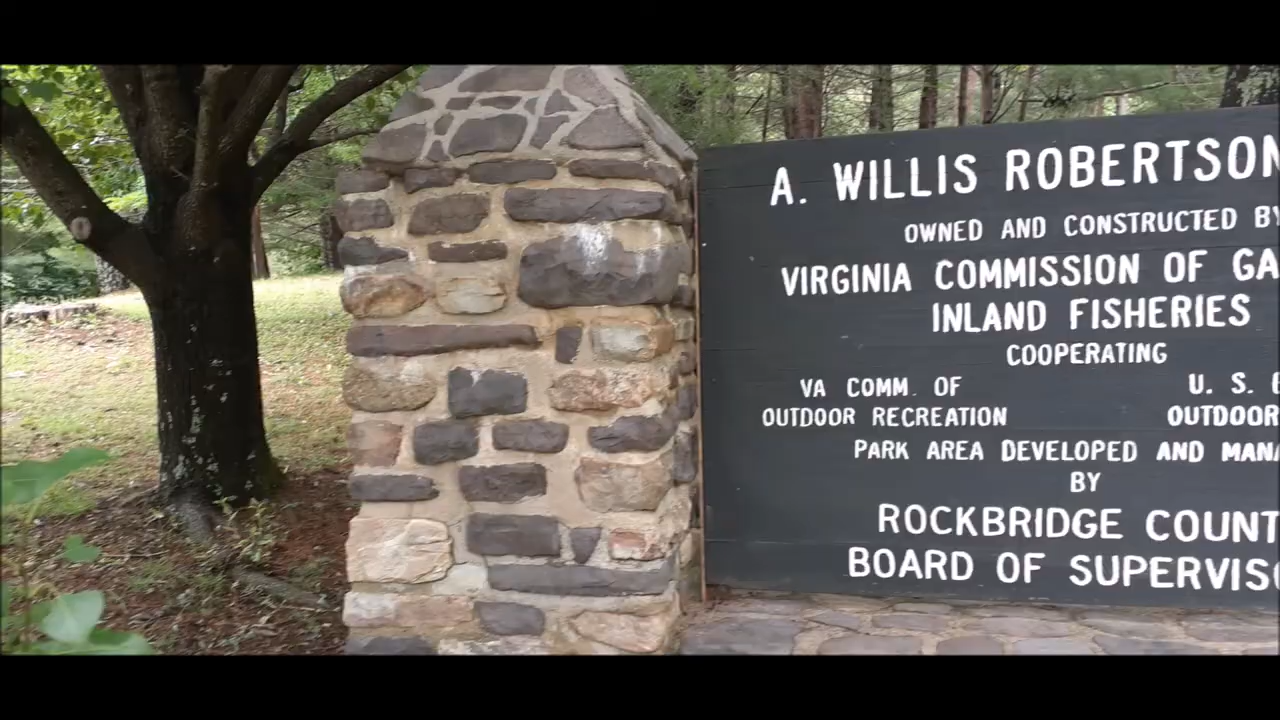 A. WILLIS ROBERTSON
OWNED AND CONSTRUCTED BY
VIRGINIA COMMISSION OF GA
INLAND FISHERIES
COOPERATING
VA COMM. OF U. S.
OUTDOOR RECREATION OUTDOOR
PARK AREA DEVELOPED AND MANA
BY
ROCKBRIDGE COUNT
BOARD OF SUPERVISO